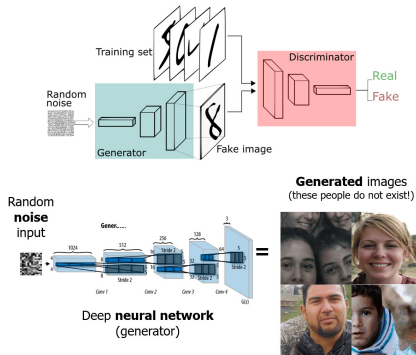 Training set
Discriminator
Real
Fake
Random
noise
Generator
Fake image
Generated images
(these people do not exist!)
Random
noise
input
3
128
256
512
1024
64
Stride 2
Stride 2
Stride 2
Conv 1
Conv 2
Conv 3
Conv 4
G(z)
=
Deep neural network
(generator)